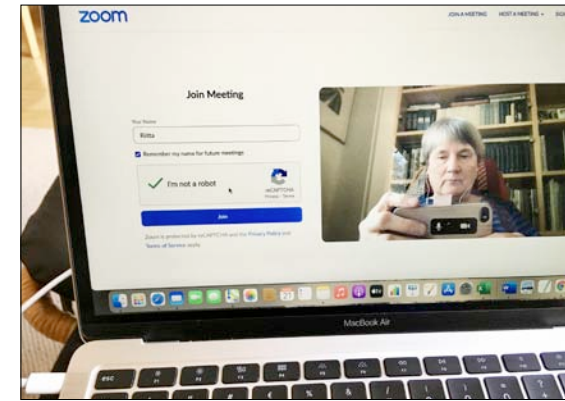 zoom
JOIN A MEETING HOST A MEETING
Join Meeting
Your Name
Riitta
Remember my name for future meetings
I'm not a robot
reCAPTCHA
Privacy - Terms
Join
Zoom is protected by reCAPTCHA and the Privacy Policy and
Terms of Service apply.
MacBook Air
esc